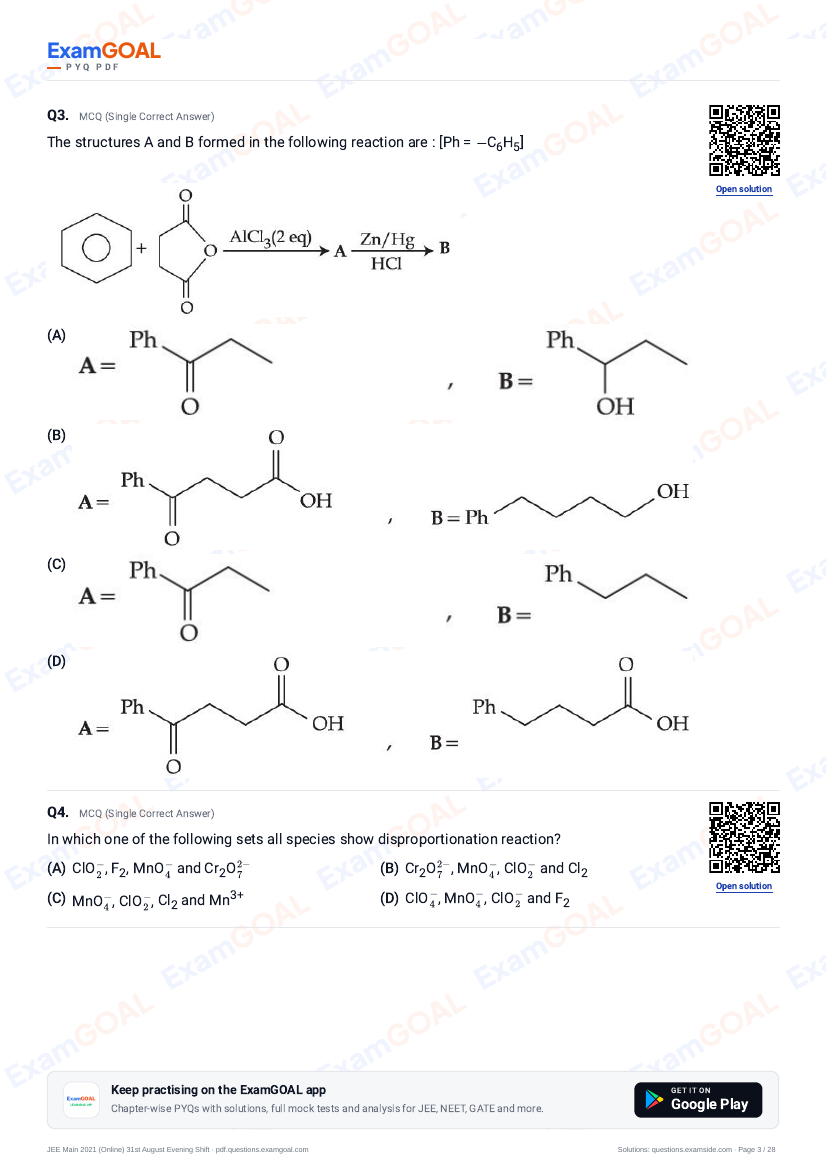 ExamGOAL
PYQ PDF
Q3. MCQ (Single Correct Answer)
The structures A and B formed in the following reaction are : [Ph = −C6H5]
Open solution
O
+ O AlCl3(2 eq) A Zn/Hg B
HCl
O
(A) Ph Ph
A = , B =
O OH
(B) O
Ph OH
A = OH , B = Ph
O
(C) Ph Ph
A = , B =
O
(D) O O
Ph Ph
A = OH , B = OH
O
Q4. MCQ (Single Correct Answer)
In which one of the following sets all species show disproportionation reaction?
(A) ClO2−, F2, MnO4− and Cr2O7^2− (B) Cr2O7^2−, MnO4−, ClO2− and Cl2
Open solution
(C) MnO4−, ClO2−, Cl2 and Mn3+ (D) ClO4−, MnO4−, ClO2− and F2
Keep practising on the ExamGOAL app
Chapter-wise PYQs with solutions, full mock tests and analysis for JEE, NEET, GATE and more.
GET IT ON
Google Play
JEE Main 2021 (Online) 31st August Evening Shift · pdf.questions.examgoal.com Solutions: questions.examside.com · Page 3 / 28